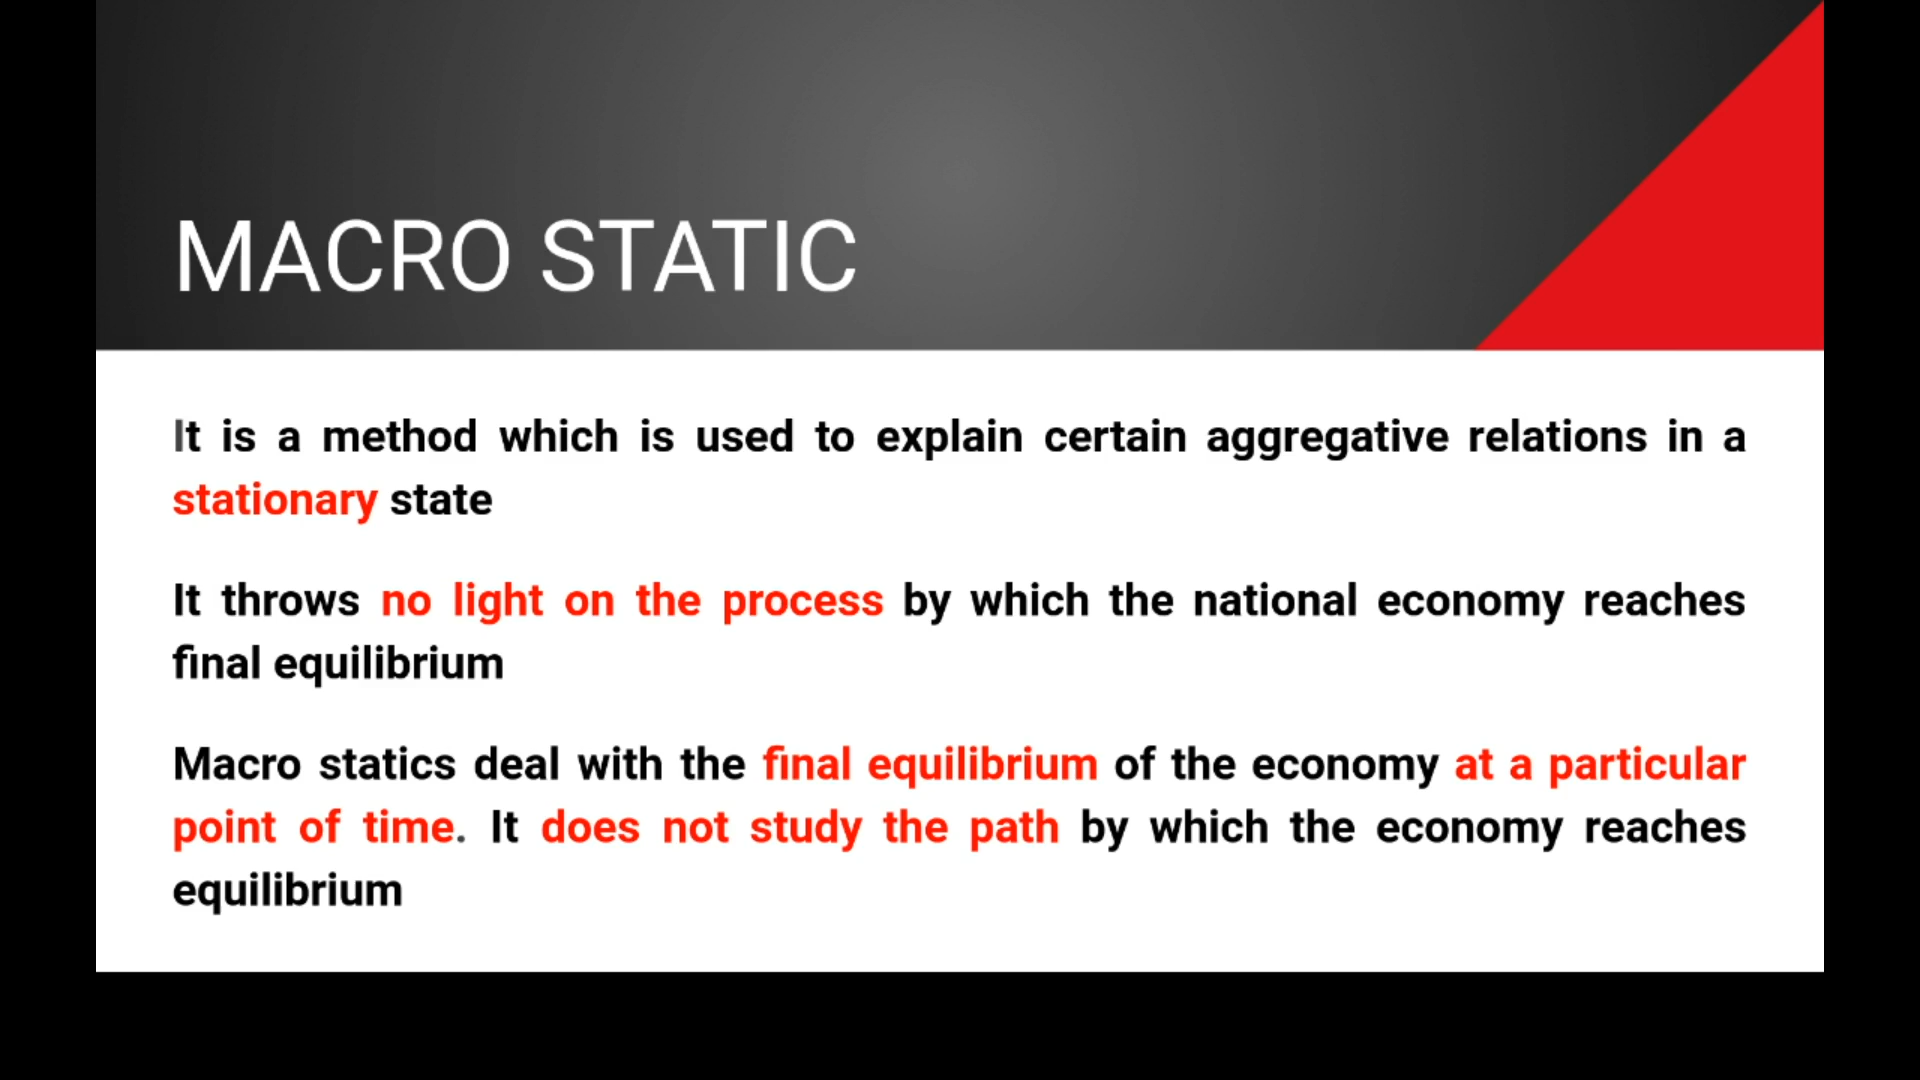 MACRO STATIC
It is a method which is used to explain certain aggregative relations in a
stationary state
It throws no light on the process by which the national economy reaches
final equilibrium
Macro statics deal with the final equilibrium of the economy at a particular
point of time. It does not study the path by which the economy reaches
equilibrium